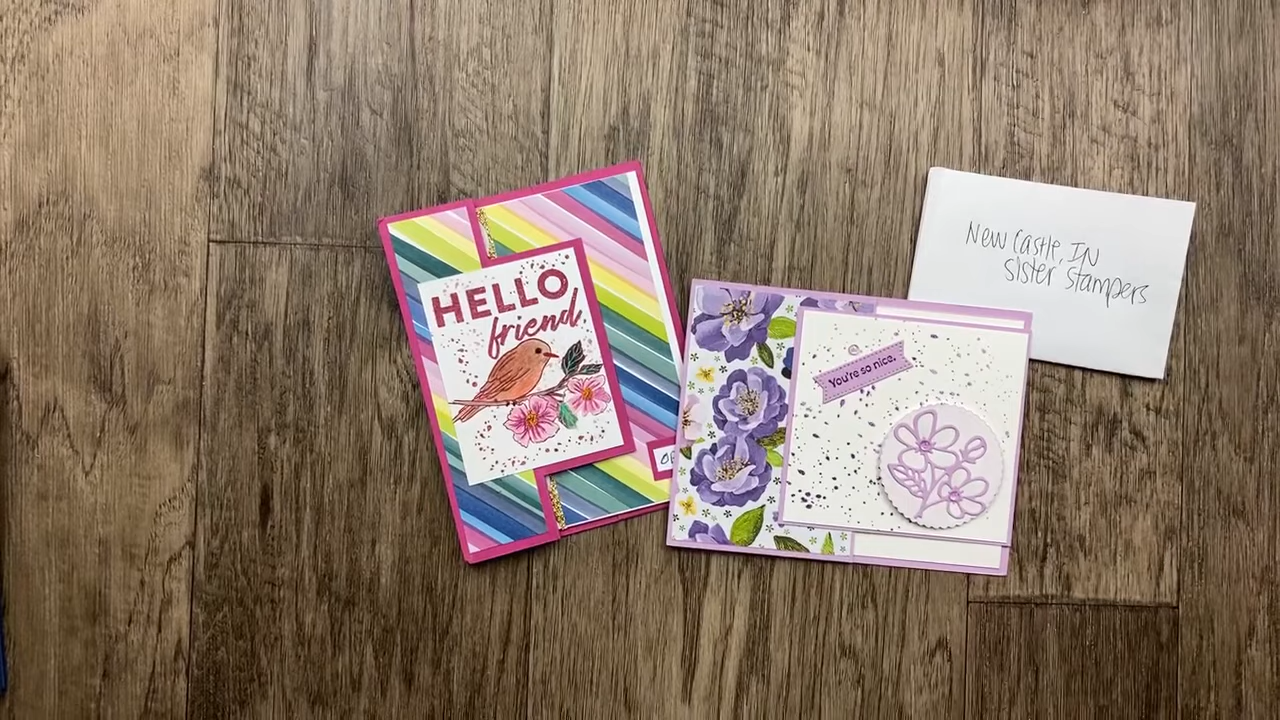 HELLO
friend
You're so nice.
New Castle, IN
Sister Stampers